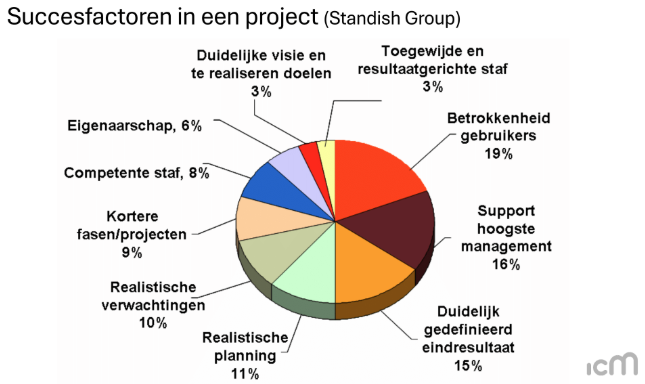 Succesfactoren in een project (Standish Group)
Duidelijke visie en
te realiseren doelen
3%
Toegewijde en
resultaatgerichte staf
3%
Betrokkenheid
gebruikers
19%
Support
hoogste
management
16%
Duidelijk
gedefinieerd
eindresultaat
15%
Realistische
planning
11%
Realistische
verwachtingen
10%
Kortere
fasen/projecten
9%
Competente staf, 8%
Eigenaarschap, 6%
icm